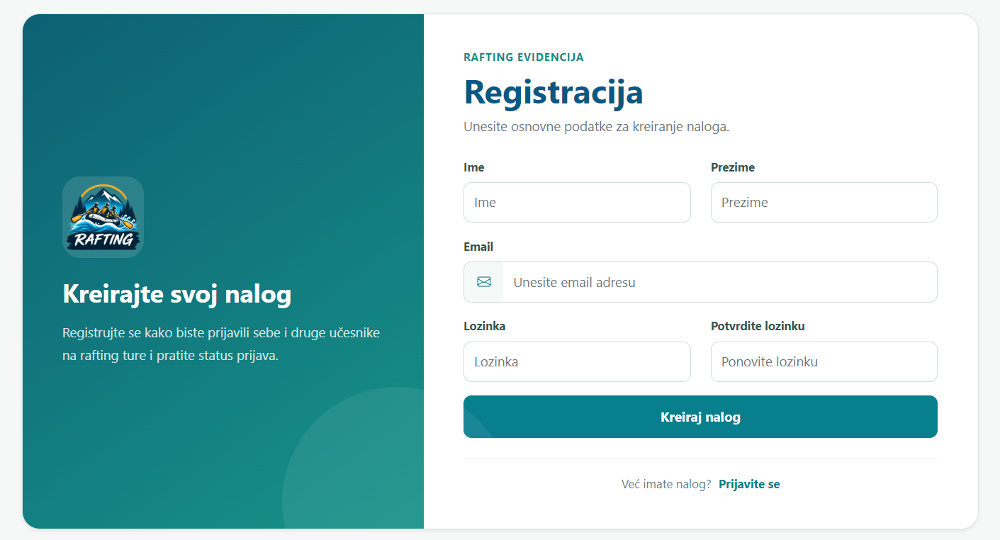 RAFTING
Kreirajte svoj nalog
Registrujte se kako biste prijavili sebe i druge učesnike
na rafting ture i pratite status prijava.
RAFTING EVIDENCIJA
Registracija
Unesite osnovne podatke za kreiranje naloga.
Ime
Prezime
Ime
Prezime
Email
Unesite email adresu
Lozinka
Potvrdite lozinku
Lozinka
Ponovite lozinku
Kreiraj nalog
Već imate nalog? Prijavite se